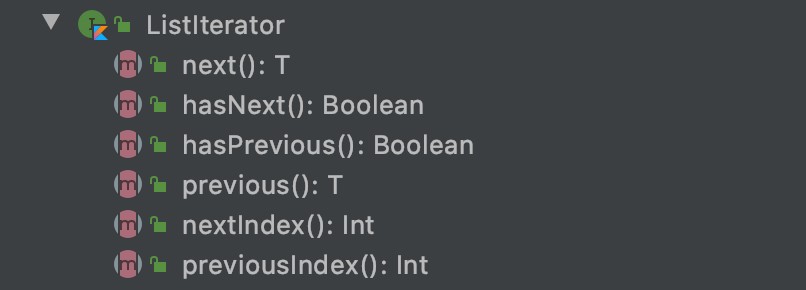 ListIterator
next(): T
hasNext(): Boolean
hasPrevious(): Boolean
previous(): T
nextIndex(): Int
previousIndex(): Int